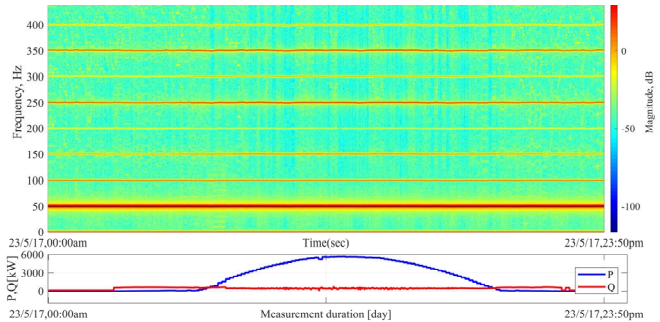 400
350
300
250
200
150
100
50
0
Frequency, Hz
0
-50
-100
Magnitude, dB
23/5/17,00:00am Time(sec) 23/5/17,23:50pm
6000
3000
0
P,Q[kW]
P
Q
23/5/17,00:00am Measurement duration [day] 23/5/17,23:50pm